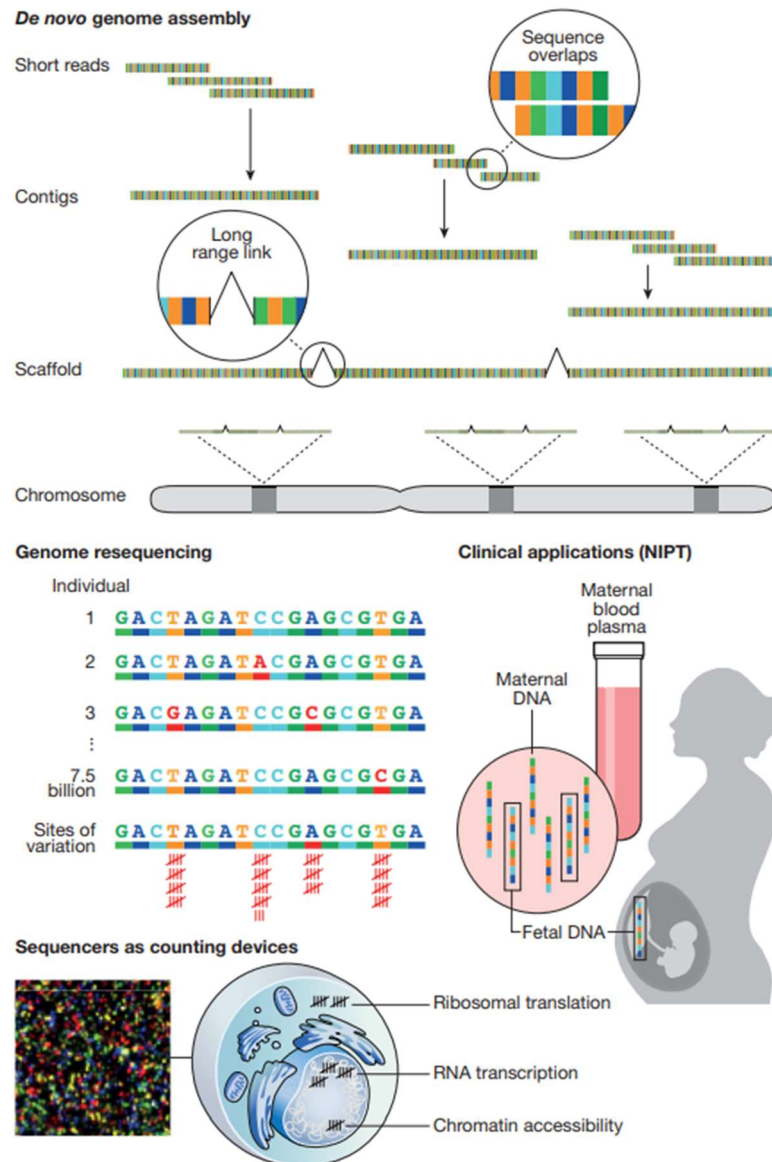 De novo genome assembly
Short reads
Sequence
overlaps
Contigs
Long
range link
Scaffold
Chromosome
Genome resequencing
Individual
1 GACTAGATCCGAGCGTGA
2 GACTAGATACGAGCGTGA
3 GACGAGATCCGCGCGTGA
⋮
7.5
billion GACTAGATCCGAGCGCGA
Sites of
variation GACTAGATCCGAGCGTGA
Clinical applications (NIPT)
Maternal
blood
plasma
Maternal
DNA
Fetal DNA
Sequencers as counting devices
Ribosomal translation
RNA transcription
Chromatin accessibility